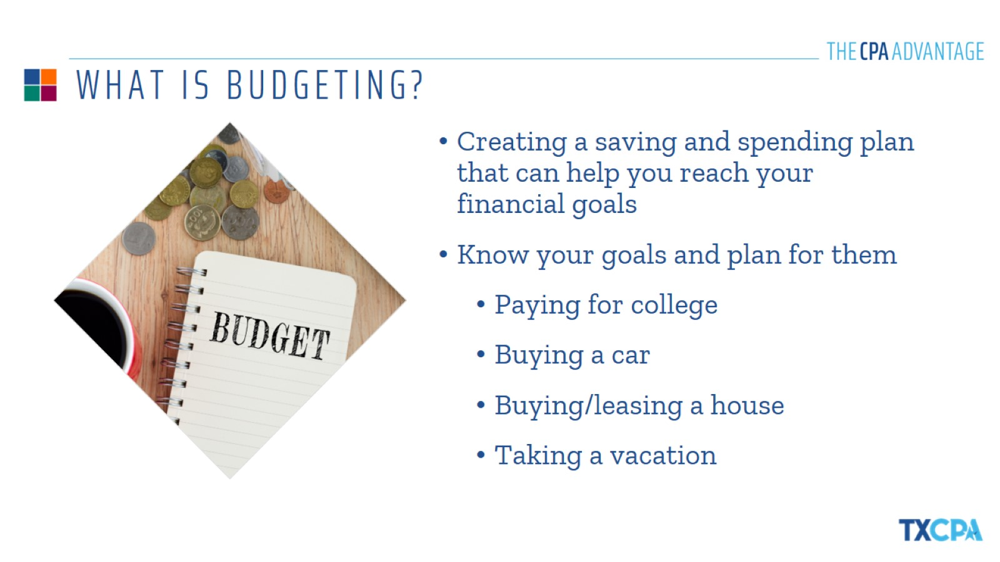 THE CPA ADVANTAGE
WHAT IS BUDGETING?
• Creating a saving and spending plan
that can help you reach your
financial goals
• Know your goals and plan for them
• Paying for college
• Buying a car
• Buying/leasing a house
• Taking a vacation
100
BUDGET
TXCPA